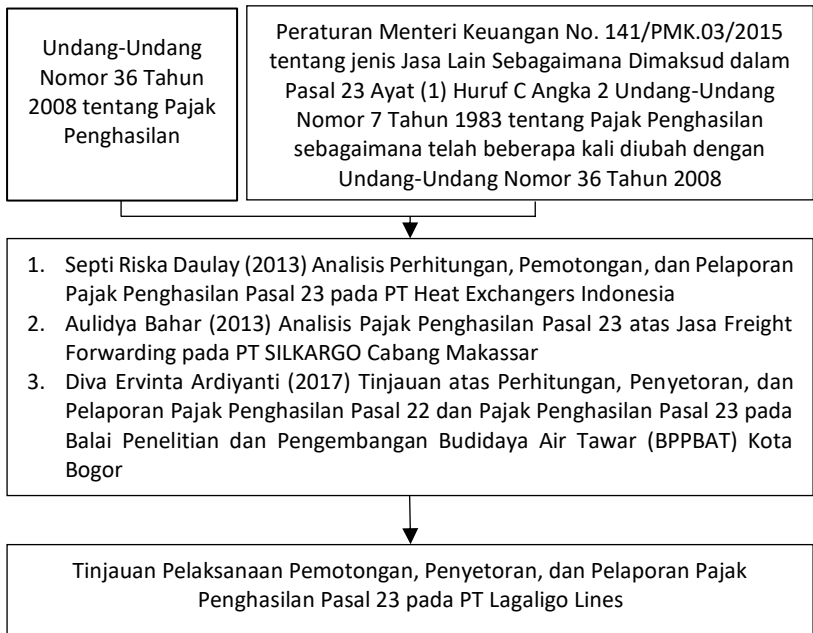 Undang-Undang
Nomor 36 Tahun
2008 tentang Pajak
Penghasilan
Peraturan Menteri Keuangan No. 141/PMK.03/2015
tentang jenis Jasa Lain Sebagaimana Dimaksud dalam
Pasal 23 Ayat (1) Huruf C Angka 2 Undang-Undang
Nomor 7 Tahun 1983 tentang Pajak Penghasilan
sebagaimana telah beberapa kali diubah dengan
Undang-Undang Nomor 36 Tahun 2008
1. Septi Riska Daulay (2013) Analisis Perhitungan, Pemotongan, dan Pelaporan
Pajak Penghasilan Pasal 23 pada PT Heat Exchangers Indonesia
2. Aulidya Bahar (2013) Analisis Pajak Penghasilan Pasal 23 atas Jasa Freight
Forwarding pada PT SILKARGO Cabang Makassar
3. Diva Ervinta Ardiyanti (2017) Tinjauan atas Perhitungan, Penyetoran, dan
Pelaporan Pajak Penghasilan Pasal 22 dan Pajak Penghasilan Pasal 23 pada
Balai Penelitian dan Pengembangan Budidaya Air Tawar (BPPBAT) Kota
Bogor
Tinjauan Pelaksanaan Pemotongan, Penyetoran, dan Pelaporan Pajak
Penghasilan Pasal 23 pada PT Lagaligo Lines